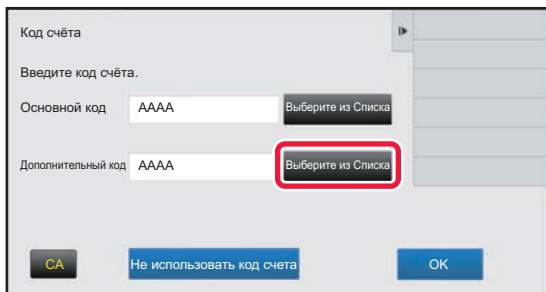 Код счёта
Введите код счёта.
Основной код AAAA Выберите из Списка
Дополнительный код AAAA Выберите из Списка
CA Не использовать код счета OK